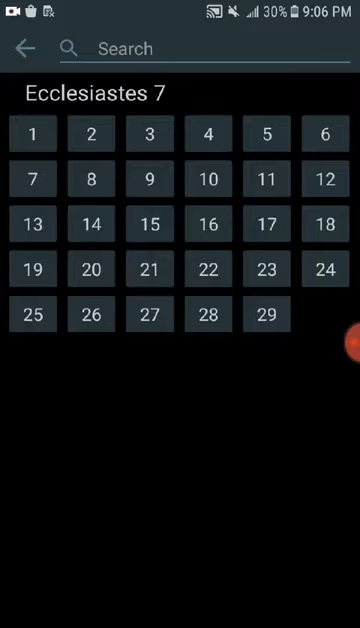 30% 9:06 PM
Search
Ecclesiastes 7
1 2 3 4 5 6
7 8 9 10 11 12
13 14 15 16 17 18
19 20 21 22 23 24
25 26 27 28 29